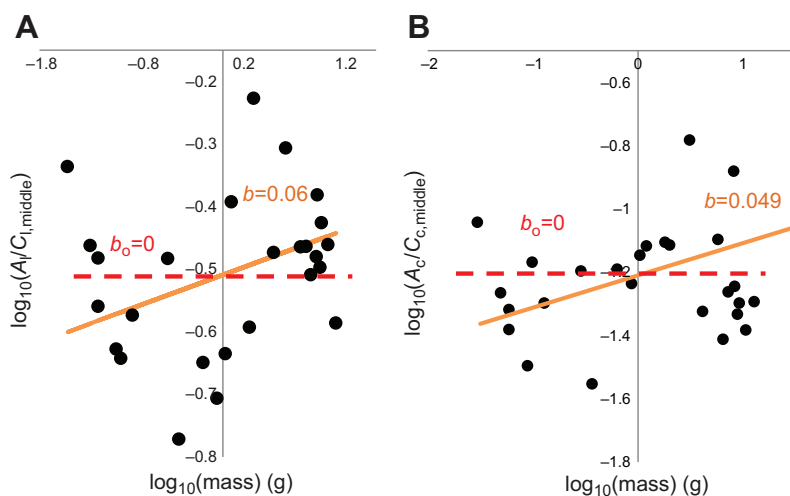 A
–1.8
–0.8
0.2
1.2
–0.2
–0.3
–0.4
–0.5
–0.6
–0.7
–0.8
b=0.06
bo=0
log10(Al/Cl,middle)
log10(mass) (g)
B
–2
–1
0
1
–0.6
–0.8
–1
–1.2
–1.4
–1.6
–1.8
b=0.049
bo=0
log10(Ac/Cc,middle)
log10(mass) (g)